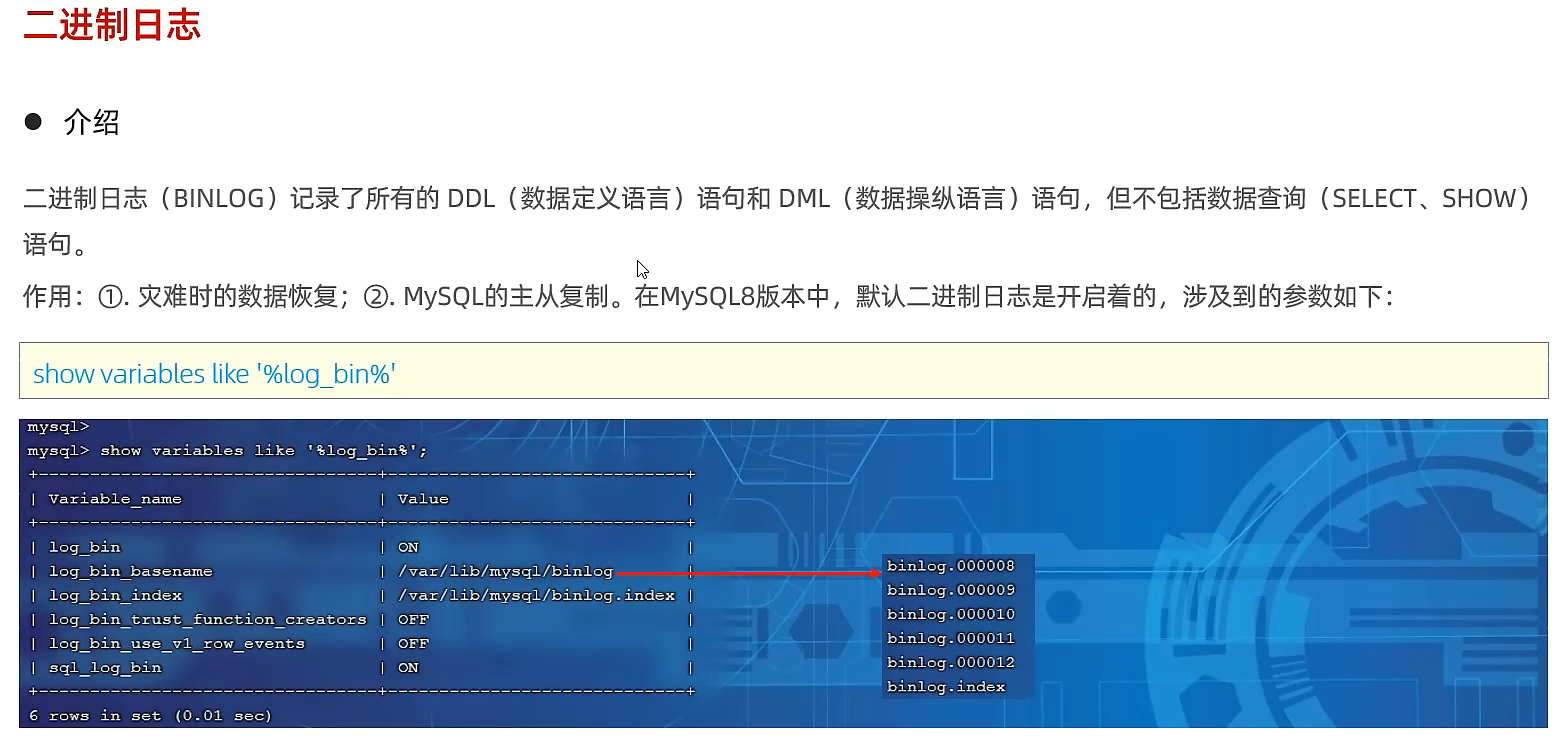 二进制日志
● 介绍
二进制日志（BINLOG）记录了所有的 DDL（数据定义语言）语句和 DML（数据操纵语言）语句，但不包括数据查询（SELECT、SHOW）
语句。
作用：①. 灾难时的数据恢复；②. MySQL的主从复制。在MySQL8版本中，默认二进制日志是开启着的，涉及到的参数如下：
show variables like '%log_bin%'
mysql>
mysql> show variables like '%log_bin%';
+---------------------------------+-----------------------------+
| Variable_name                   | Value                       |
+---------------------------------+-----------------------------+
| log_bin                         | ON                          |
| log_bin_basename                | /var/lib/mysql/binlog       |
| log_bin_index                   | /var/lib/mysql/binlog.index |
| log_bin_trust_function_creators | OFF                         |
| log_bin_use_v1_row_events       | OFF                         |
| sql_log_bin                     | ON                          |
+---------------------------------+-----------------------------+
6 rows in set (0.01 sec)
binlog.000008
binlog.000009
binlog.000010
binlog.000011
binlog.000012
binlog.index